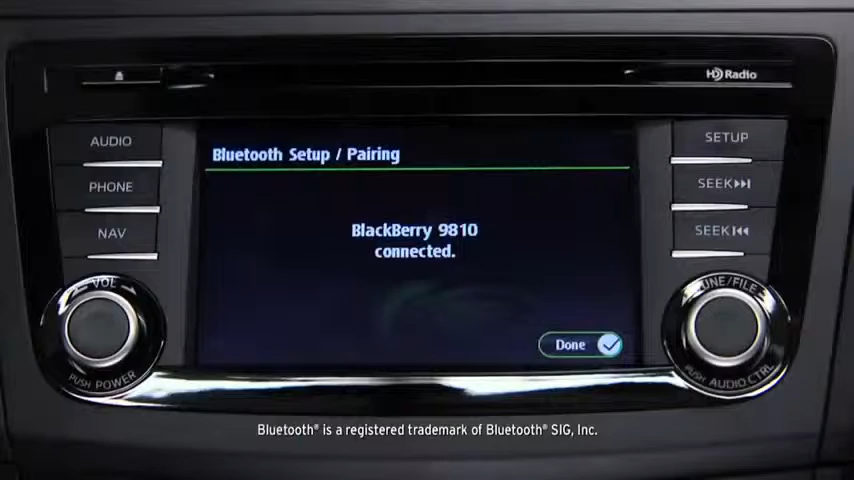 HD Radio
AUDIO
SETUP
Bluetooth Setup / Pairing
PHONE
SEEK
NAV
SEEK
BlackBerry 9810
connected.
VOL
TUNE/FILE
Done
PUSH POWER
PUSH AUDIO CTRL
Bluetooth® is a registered trademark of Bluetooth® SIG, Inc.